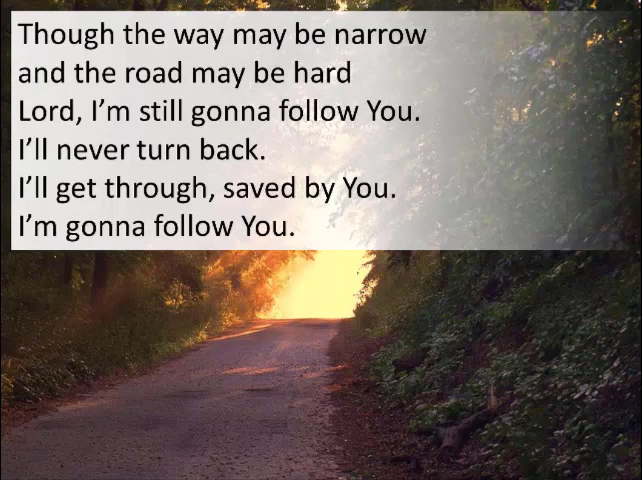 Though the way may be narrow
and the road may be hard
Lord, I’m still gonna follow You.
I’ll never turn back.
I’ll get through, saved by You.
I’m gonna follow You.